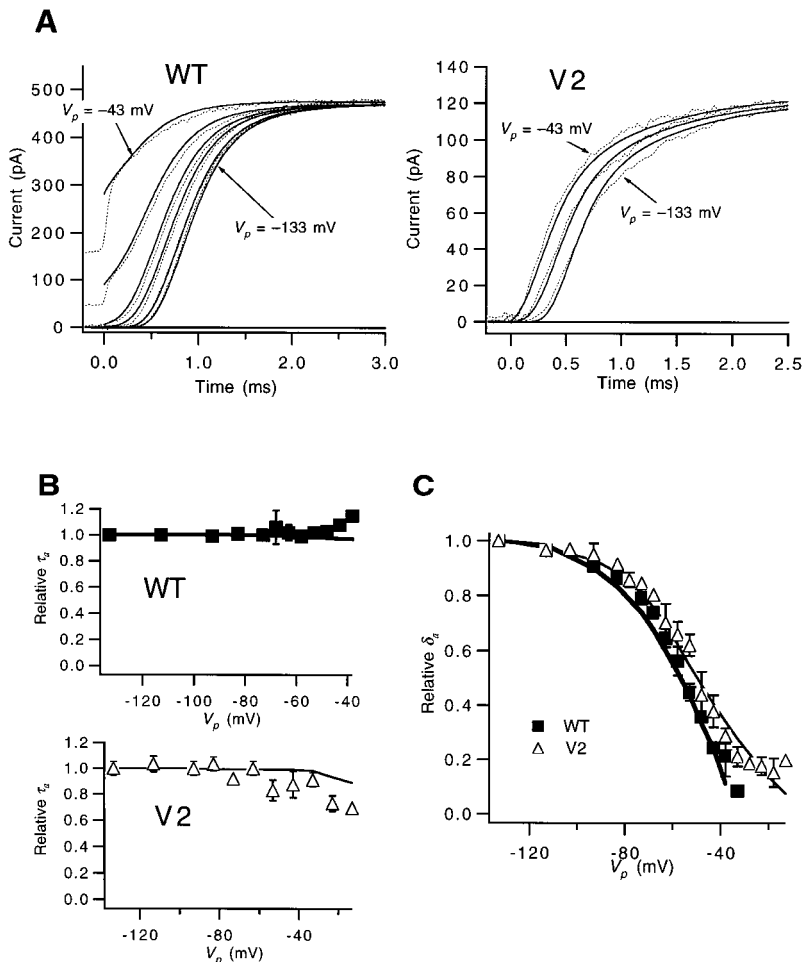 A
WT
V2
500
400
300
200
100
0
Current (pA)
Vp = −43 mV
Vp = −133 mV
0.0
1.0
2.0
3.0
Time (ms)
140
120
100
80
60
40
20
0
Current (pA)
Vp = −43 mV
Vp = −133 mV
0.0
0.5
1.0
1.5
2.0
2.5
Time (ms)
B
1.2
1.0
0.8
0.6
0.4
0.2
0.0
Relative τa
WT
-120
-100
-80
-60
-40
Vp (mV)
1.2
1.0
0.8
0.6
0.4
0.2
0.0
Relative τa
V2
-120
-80
-40
Vp (mV)
C
1.0
0.8
0.6
0.4
0.2
0.0
Relative δa
WT
V2
-120
-80
-40
Vp (mV)